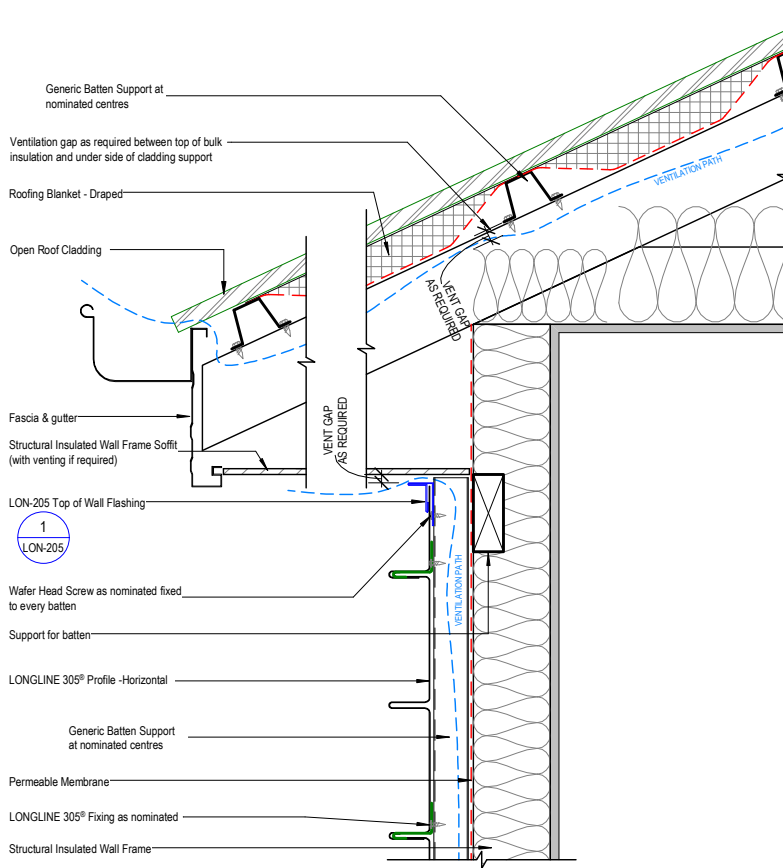 Generic Batten Support at
nominated centres
Ventilation gap as required between top of bulk
insulation and under side of cladding support
Roofing Blanket - Draped
Open Roof Cladding
VENTILATION PATH
VENT GAP
AS REQUIRED
Fascia & gutter
Structural Insulated Wall Frame Soffit
(with venting if required)
VENT GAP
AS REQUIRED
LON-205 Top of Wall Flashing
1
LON-205
Wafer Head Screw as nominated fixed
to every batten
VENTILATION PATH
Support for batten
LONGLINE 305® Profile -Horizontal
Generic Batten Support
at nominated centres
Permeable Membrane
LONGLINE 305® Fixing as nominated
Structural Insulated Wall Frame